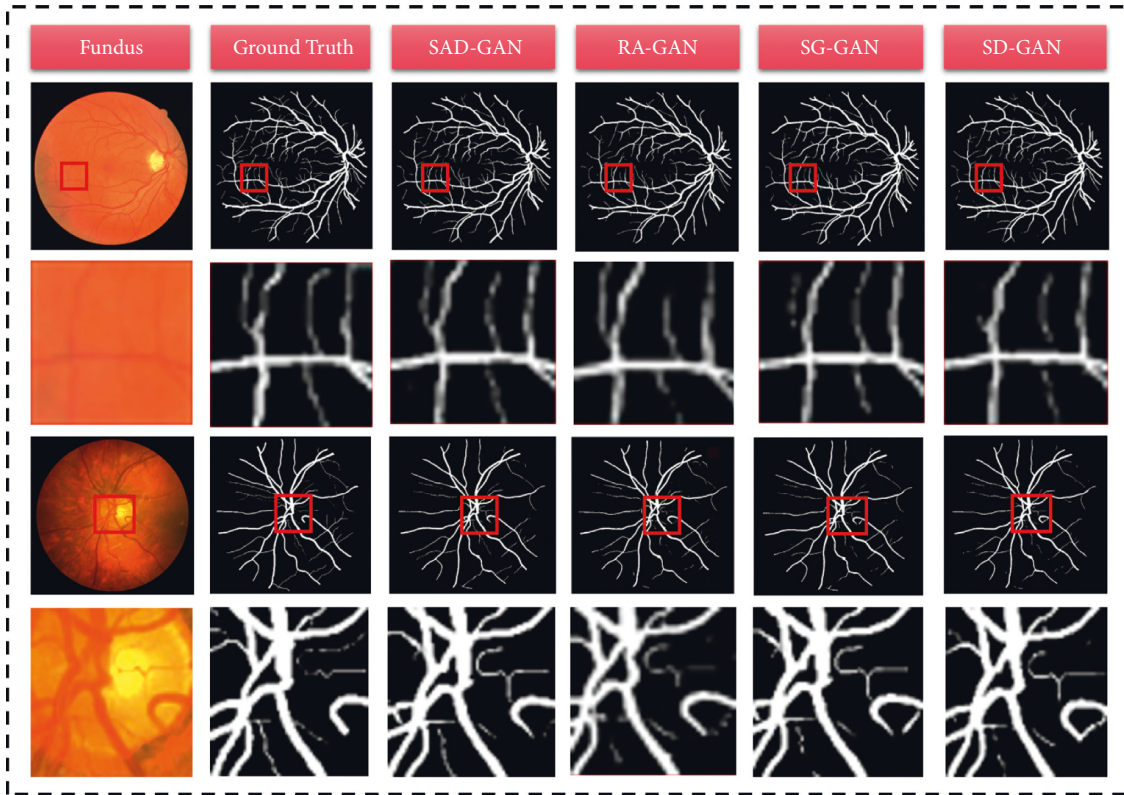 Fundus
Ground Truth
SAD-GAN
RA-GAN
SG-GAN
SD-GAN